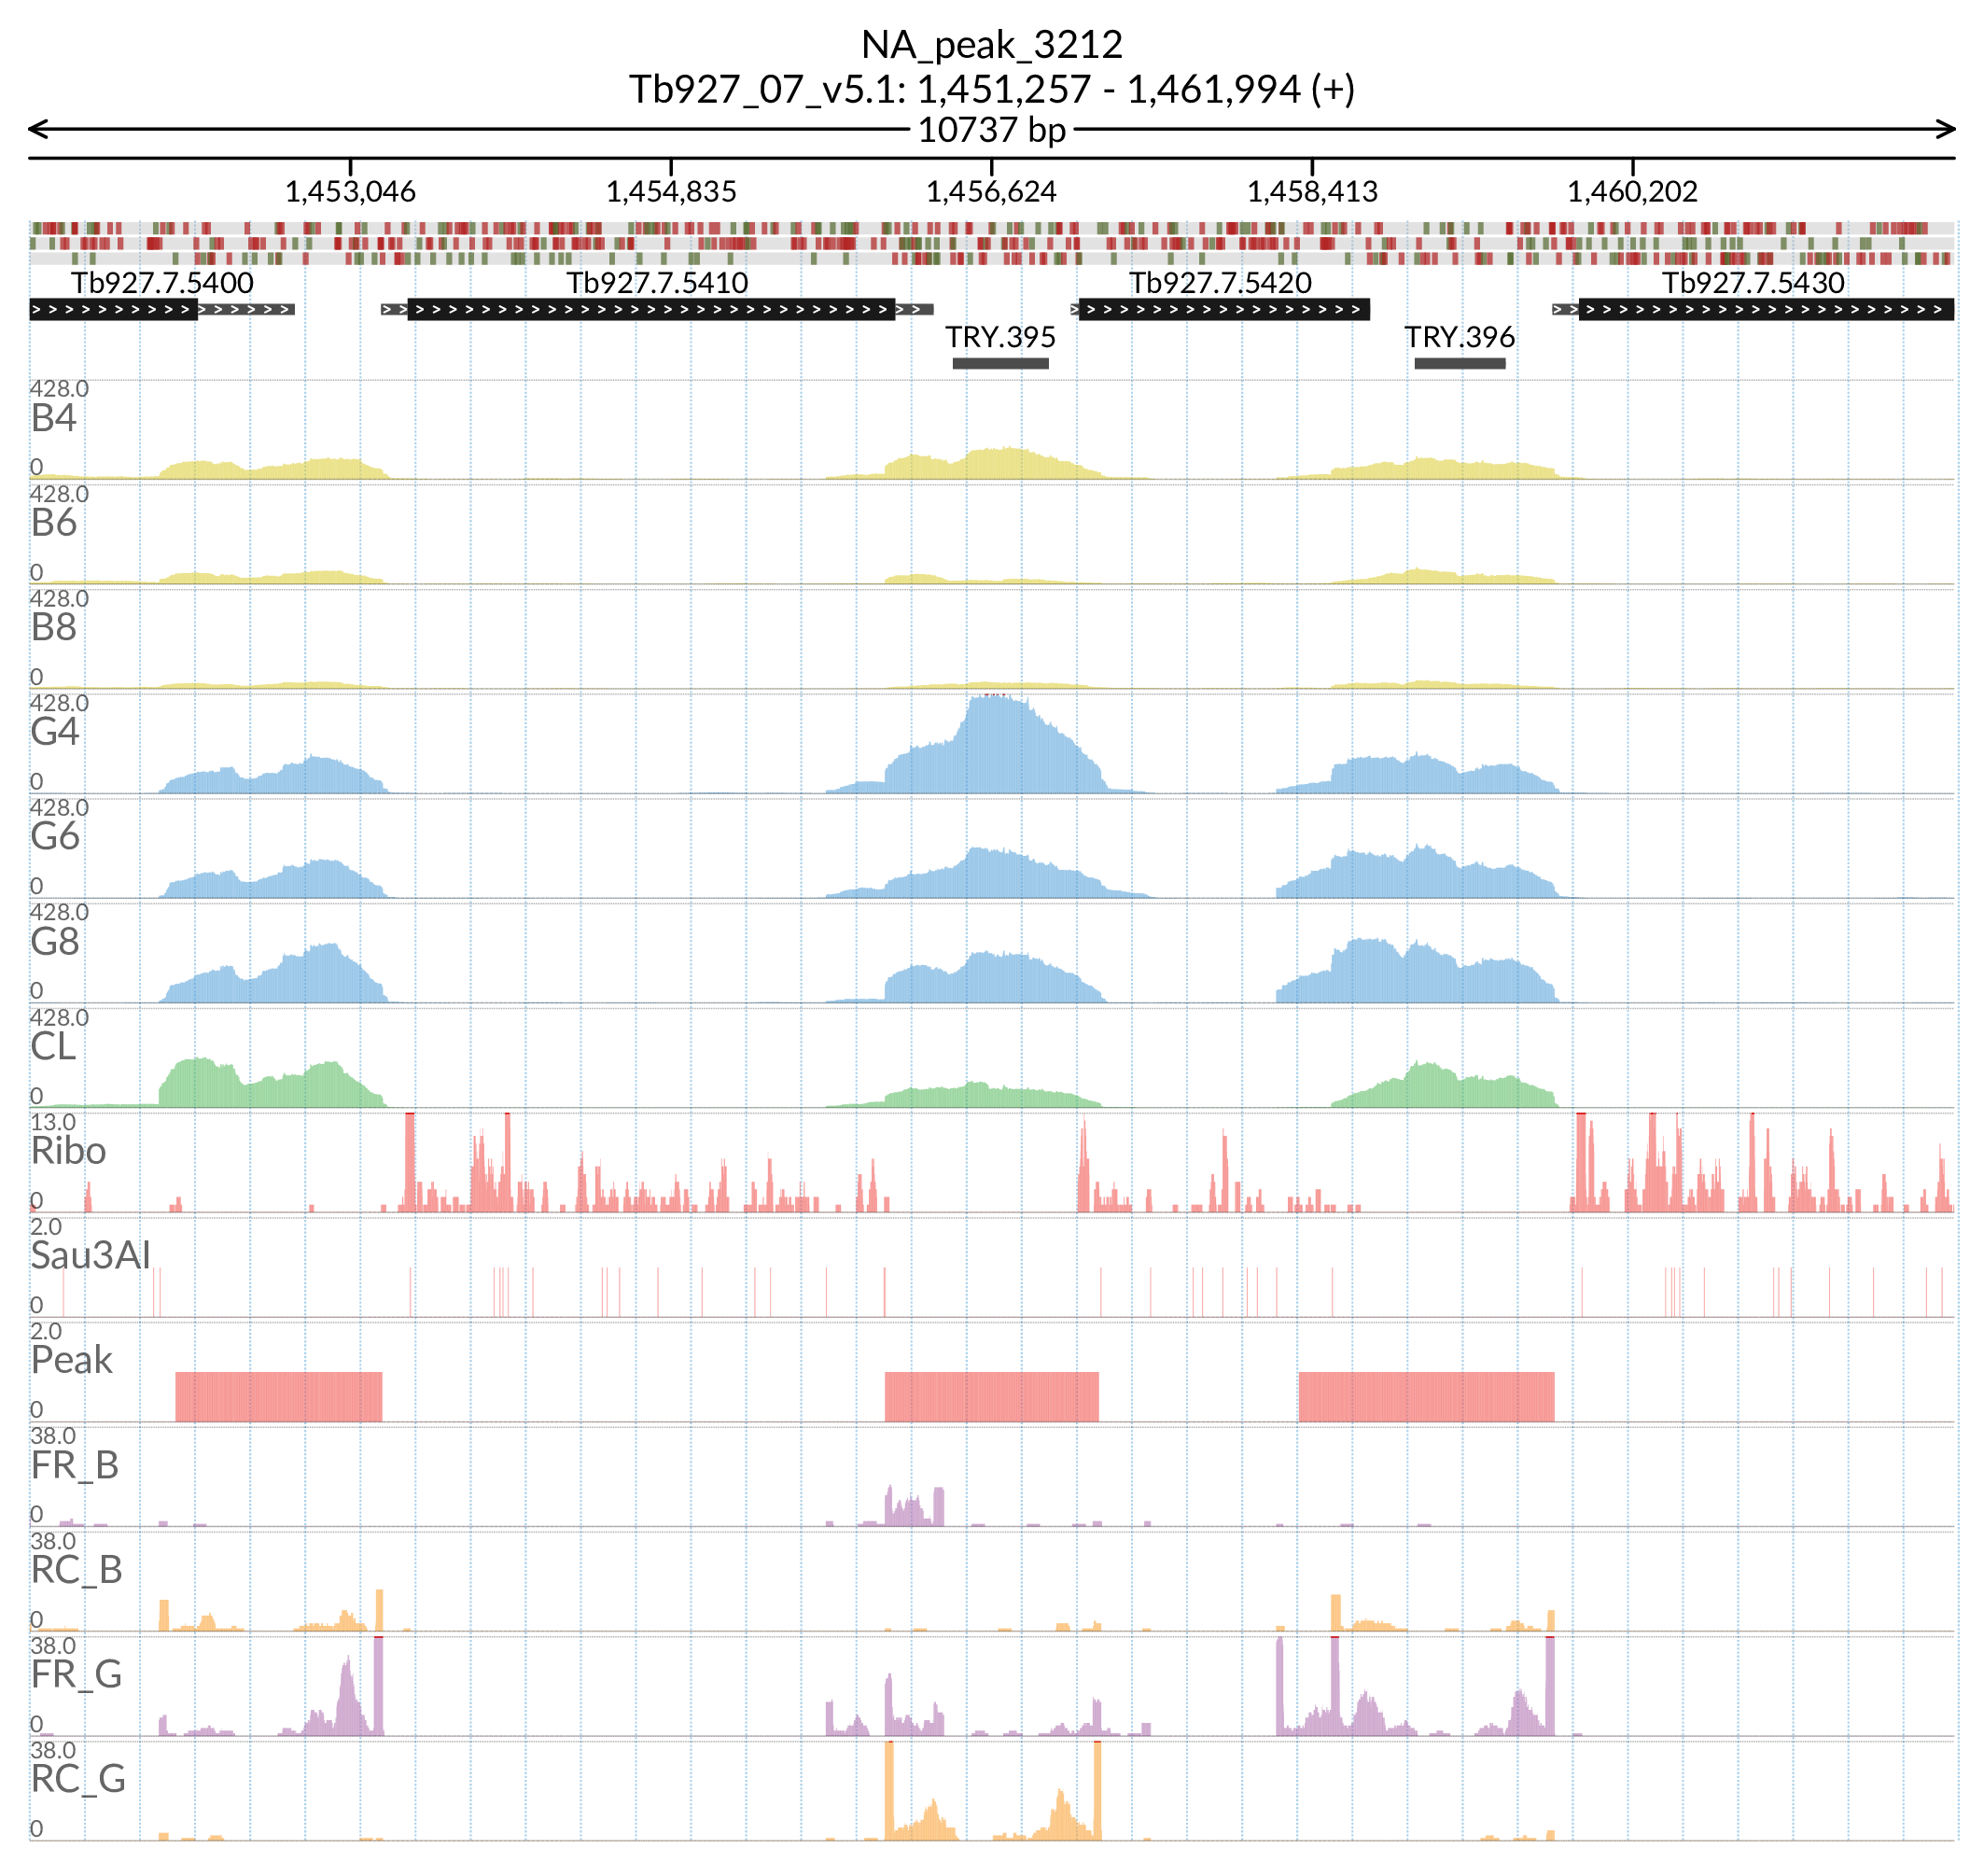 NA_peak_3212
Tb927_07_v5.1: 1,451,257 - 1,461,994 (+)
10737 bp
1,453,046 1,454,835 1,456,624 1,458,413 1,460,202
Tb927.7.5400 Tb927.7.5410 Tb927.7.5420 Tb927.7.5430
TRY.395 TRY.396
428.0
B4
0
428.0
B6
0
428.0
B8
0
428.0
G4
0
428.0
G6
0
428.0
G8
0
428.0
CL
0
13.0
Ribo
0
2.0
Sau3AI
0
2.0
Peak
0
38.0
FR_B
0
38.0
RC_B
0
38.0
FR_G
0
38.0
RC_G
0